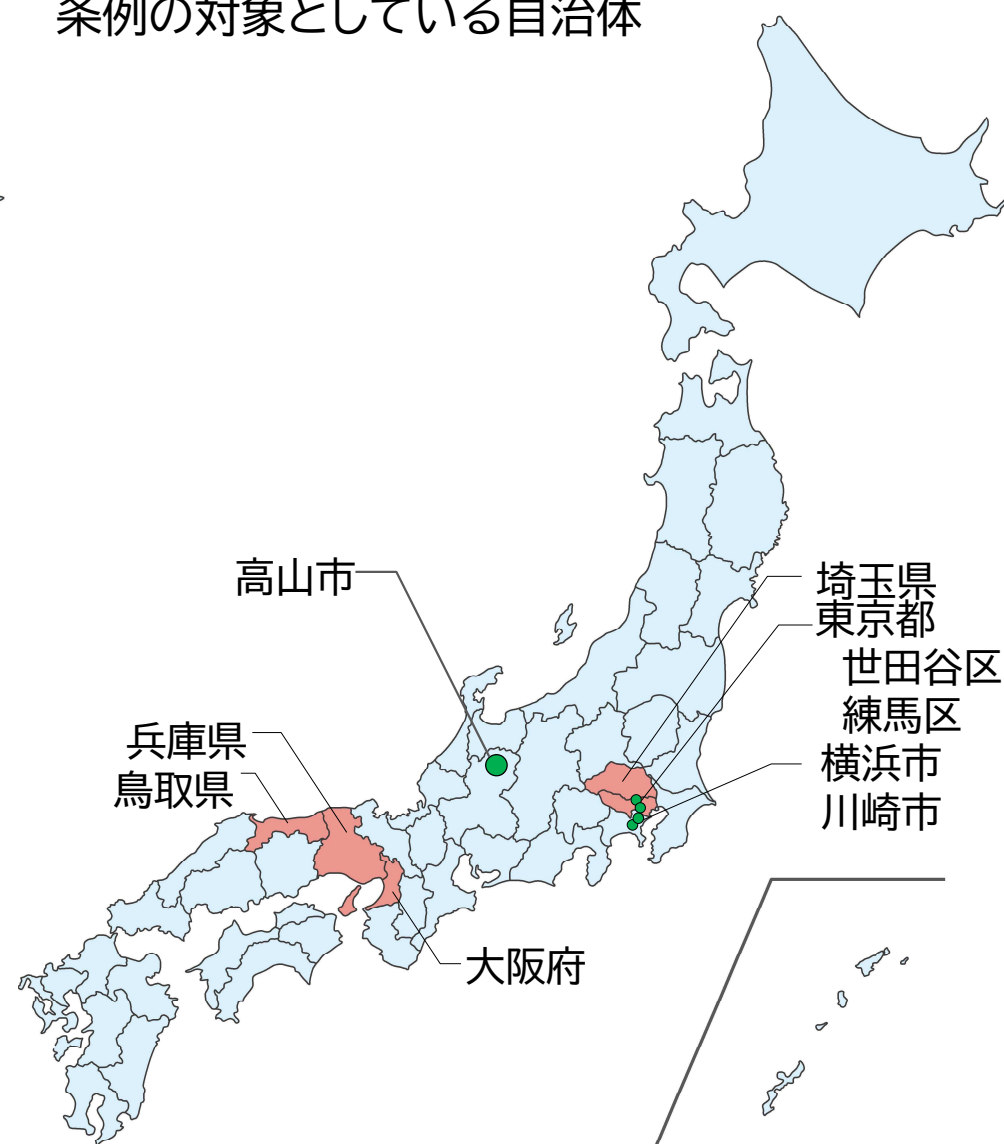 条例の対象としている自治体
高山市
埼玉県
東京都
世田谷区
練馬区
兵庫県
鳥取県
横浜市
川崎市
大阪府